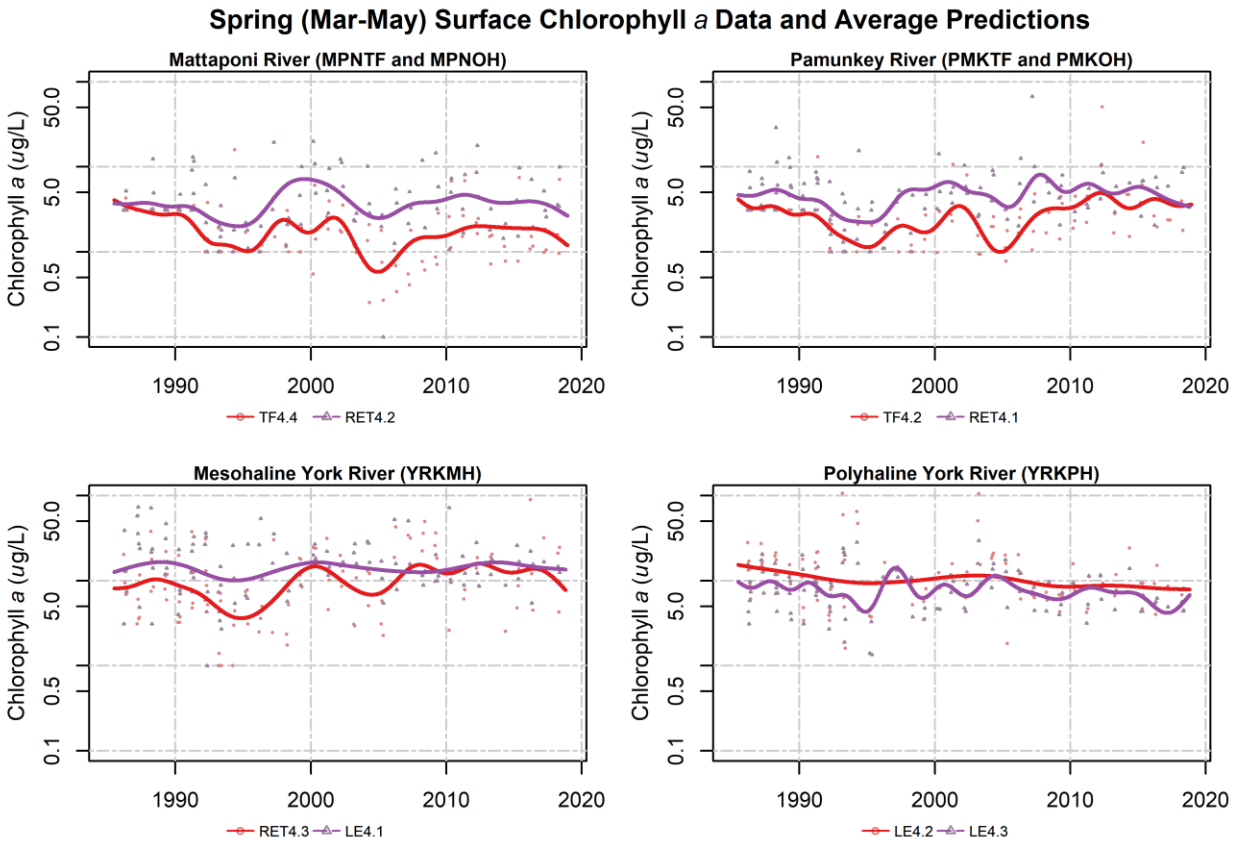 Spring (Mar-May) Surface Chlorophyll a Data and Average Predictions
Mattaponi River (MPNTF and MPNOH)
Chlorophyll a (ug/L)
50.0
5.0
0.5
0.1
1990 2000 2010 2020
TF4.4 RET4.2
Pamunkey River (PMKTF and PMKOH)
Chlorophyll a (ug/L)
50.0
5.0
0.5
0.1
1990 2000 2010 2020
TF4.2 RET4.1
Mesohaline York River (YRKMH)
Chlorophyll a (ug/L)
50.0
5.0
0.5
0.1
1990 2000 2010 2020
RET4.3 LE4.1
Polyhaline York River (YRKPH)
Chlorophyll a (ug/L)
50.0
5.0
0.5
0.1
1990 2000 2010 2020
LE4.2 LE4.3